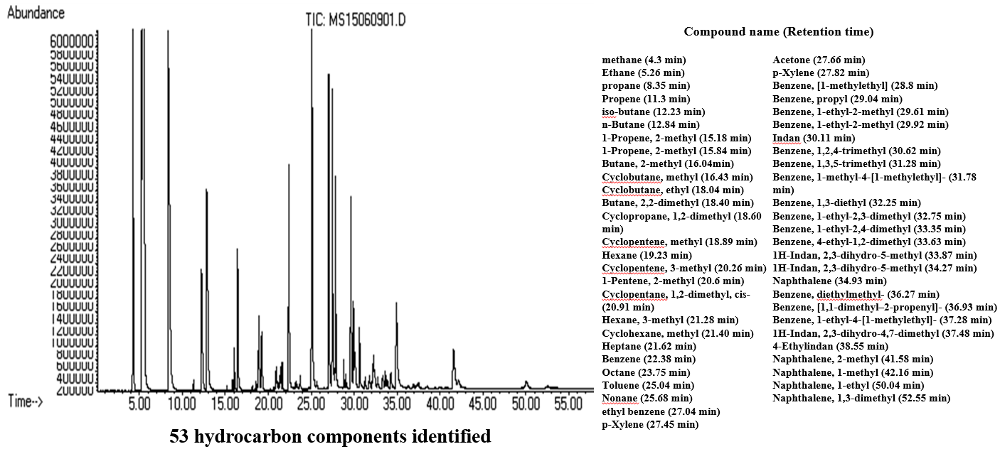 Abundance
TIC: MS15060901.D
6000000
5800000
5600000
5400000
5200000
5000000
4800000
4600000
4400000
4200000
4000000
3800000
3600000
3400000
3200000
3000000
2800000
2600000
2400000
2200000
2000000
1800000
1600000
1400000
1200000
1000000
800000
600000
400000
200000
Time-->
5.00 10.00 15.00 20.00 25.00 30.00 35.00 40.00 45.00 50.00 55.00
53 hydrocarbon components identified
Compound name (Retention time)
methane (4.3 min)
Ethane (5.26 min)
propane (8.35 min)
Propene (11.3 min)
iso-butane (12.23 min)
n-Butane (12.84 min)
1-Propene, 2-methyl (15.18 min)
1-Propene, 2-methyl (15.84 min)
Butane, 2-methyl (16.04min)
Cyclobutane, methyl (16.43 min)
Cyclobutane, ethyl (18.04 min)
Butane, 2,2-dimethyl (18.40 min)
Cyclopropane, 1,2-dimethyl (18.60
min)
Cyclopentene, methyl (18.89 min)
Hexane (19.23 min)
Cyclopentene, 3-methyl (20.26 min)
1-Pentene, 2-methyl (20.6 min)
Cyclopentane, 1,2-dimethyl, cis-
(20.91 min)
Hexane, 3-methyl (21.28 min)
Cyclohexane, methyl (21.40 min)
Heptane (21.62 min)
Benzene (22.38 min)
Octane (23.75 min)
Toluene (25.04 min)
Nonane (25.68 min)
ethyl benzene (27.04 min)
p-Xylene (27.45 min)
Acetone (27.66 min)
p-Xylene (27.82 min)
Benzene, [1-methylethyl] (28.8 min)
Benzene, propyl (29.04 min)
Benzene, 1-ethyl-2-methyl (29.61 min)
Benzene, 1-ethyl-2-methyl (29.92 min)
Indan (30.11 min)
Benzene, 1,2,4-trimethyl (30.62 min)
Benzene, 1,3,5-trimethyl (31.28 min)
Benzene, 1-methyl-4-[1-methylethyl]- (31.78
min)
Benzene, 1,3-diethyl (32.25 min)
Benzene, 1-ethyl-2,3-dimethyl (32.75 min)
Benzene, 1-ethyl-2,4-dimethyl (33.35 min)
Benzene, 4-ethyl-1,2-dimethyl (33.63 min)
1H-Indan, 2,3-dihydro-5-methyl (33.87 min)
1H-Indan, 2,3-dihydro-5-methyl (34.27 min)
Naphthalene (34.93 min)
Benzene, diethylmethyl- (36.27 min)
Benzene, [1,1-dimethyl–2-propenyl]- (36.93 min)
Benzene, 1-ethyl-4-[1-methylethyl]- (37.28 min)
1H-Indan, 2,3-dihydro-4,7-dimethyl (37.48 min)
4-Ethylindan (38.55 min)
Naphthalene, 2-methyl (41.58 min)
Naphthalene, 1-methyl (42.16 min)
Naphthalene, 1-ethyl (50.04 min)
Naphthalene, 1,3-dimethyl (52.55 min)